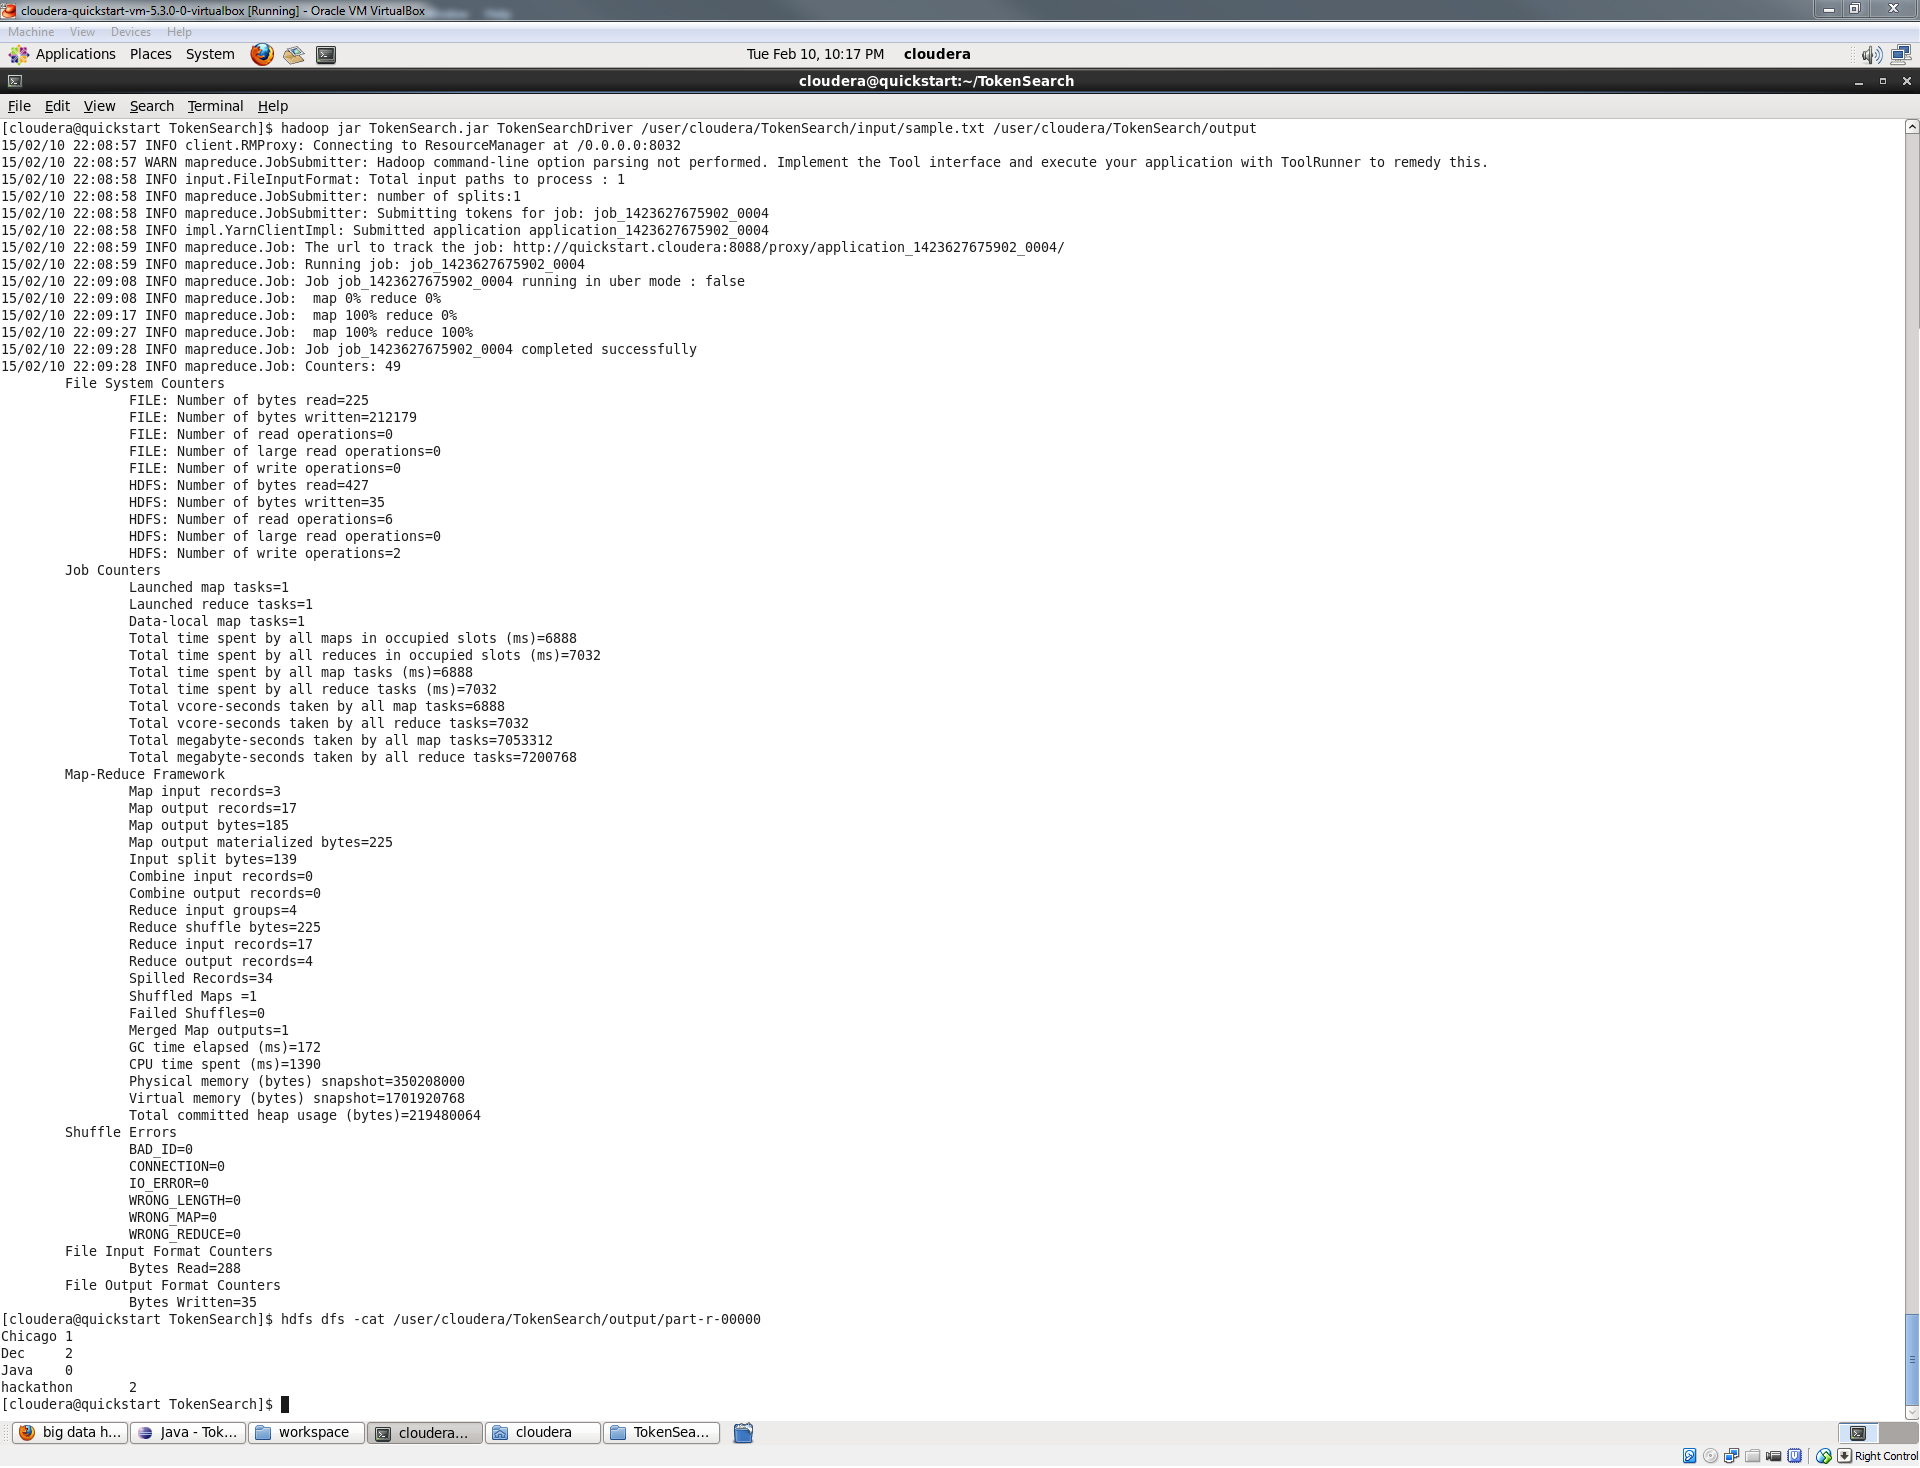 cloudera-quickstart-vm-5.3.0-0-virtualbox [Running] - Oracle VM VirtualBox
Machine View Devices Help
Applications Places System Tue Feb 10, 10:17 PM cloudera
cloudera@quickstart:~/TokenSearch
File Edit View Search Terminal Help
[cloudera@quickstart TokenSearch]$ hadoop jar TokenSearch.jar TokenSearchDriver /user/cloudera/TokenSearch/input/sample.txt /user/cloudera/TokenSearch/output
15/02/10 22:08:57 INFO client.RMProxy: Connecting to ResourceManager at /0.0.0.0:8032
15/02/10 22:08:57 WARN mapreduce.JobSubmitter: Hadoop command-line option parsing not performed. Implement the Tool interface and execute your application with ToolRunner to remedy this.
15/02/10 22:08:58 INFO input.FileInputFormat: Total input paths to process : 1
15/02/10 22:08:58 INFO mapreduce.JobSubmitter: number of splits:1
15/02/10 22:08:58 INFO mapreduce.JobSubmitter: Submitting tokens for job: job_1423627675902_0004
15/02/10 22:08:58 INFO impl.YarnClientImpl: Submitted application application_1423627675902_0004
15/02/10 22:08:59 INFO mapreduce.Job: The url to track the job: http://quickstart.cloudera:8088/proxy/application_1423627675902_0004/
15/02/10 22:08:59 INFO mapreduce.Job: Running job: job_1423627675902_0004
15/02/10 22:09:08 INFO mapreduce.Job: Job job_1423627675902_0004 running in uber mode : false
15/02/10 22:09:08 INFO mapreduce.Job:  map 0% reduce 0%
15/02/10 22:09:17 INFO mapreduce.Job:  map 100% reduce 0%
15/02/10 22:09:27 INFO mapreduce.Job:  map 100% reduce 100%
15/02/10 22:09:28 INFO mapreduce.Job: Job job_1423627675902_0004 completed successfully
15/02/10 22:09:28 INFO mapreduce.Job: Counters: 49
File System Counters
FILE: Number of bytes read=225
FILE: Number of bytes written=212179
FILE: Number of read operations=0
FILE: Number of large read operations=0
FILE: Number of write operations=0
HDFS: Number of bytes read=427
HDFS: Number of bytes written=35
HDFS: Number of read operations=6
HDFS: Number of large read operations=0
HDFS: Number of write operations=2
Job Counters
Launched map tasks=1
Launched reduce tasks=1
Data-local map tasks=1
Total time spent by all maps in occupied slots (ms)=6888
Total time spent by all reduces in occupied slots (ms)=7032
Total time spent by all map tasks (ms)=6888
Total time spent by all reduce tasks (ms)=7032
Total vcore-seconds taken by all map tasks=6888
Total vcore-seconds taken by all reduce tasks=7032
Total megabyte-seconds taken by all map tasks=7053312
Total megabyte-seconds taken by all reduce tasks=7200768
Map-Reduce Framework
Map input records=3
Map output records=17
Map output bytes=185
Map output materialized bytes=225
Input split bytes=139
Combine input records=0
Combine output records=0
Reduce input groups=4
Reduce shuffle bytes=225
Reduce input records=17
Reduce output records=4
Spilled Records=34
Shuffled Maps =1
Failed Shuffles=0
Merged Map outputs=1
GC time elapsed (ms)=172
CPU time spent (ms)=1390
Physical memory (bytes) snapshot=350208000
Virtual memory (bytes) snapshot=1701920768
Total committed heap usage (bytes)=219480064
Shuffle Errors
BAD_ID=0
CONNECTION=0
IO_ERROR=0
WRONG_LENGTH=0
WRONG_MAP=0
WRONG_REDUCE=0
File Input Format Counters
Bytes Read=288
File Output Format Counters
Bytes Written=35
[cloudera@quickstart TokenSearch]$ hdfs dfs -cat /user/cloudera/TokenSearch/output/part-r-00000
Chicago 1
Dec 2
Java 0
hackathon 2
[cloudera@quickstart TokenSearch]$
big data h... Java - Tok... workspace cloudera... cloudera TokenSea...
Right Control